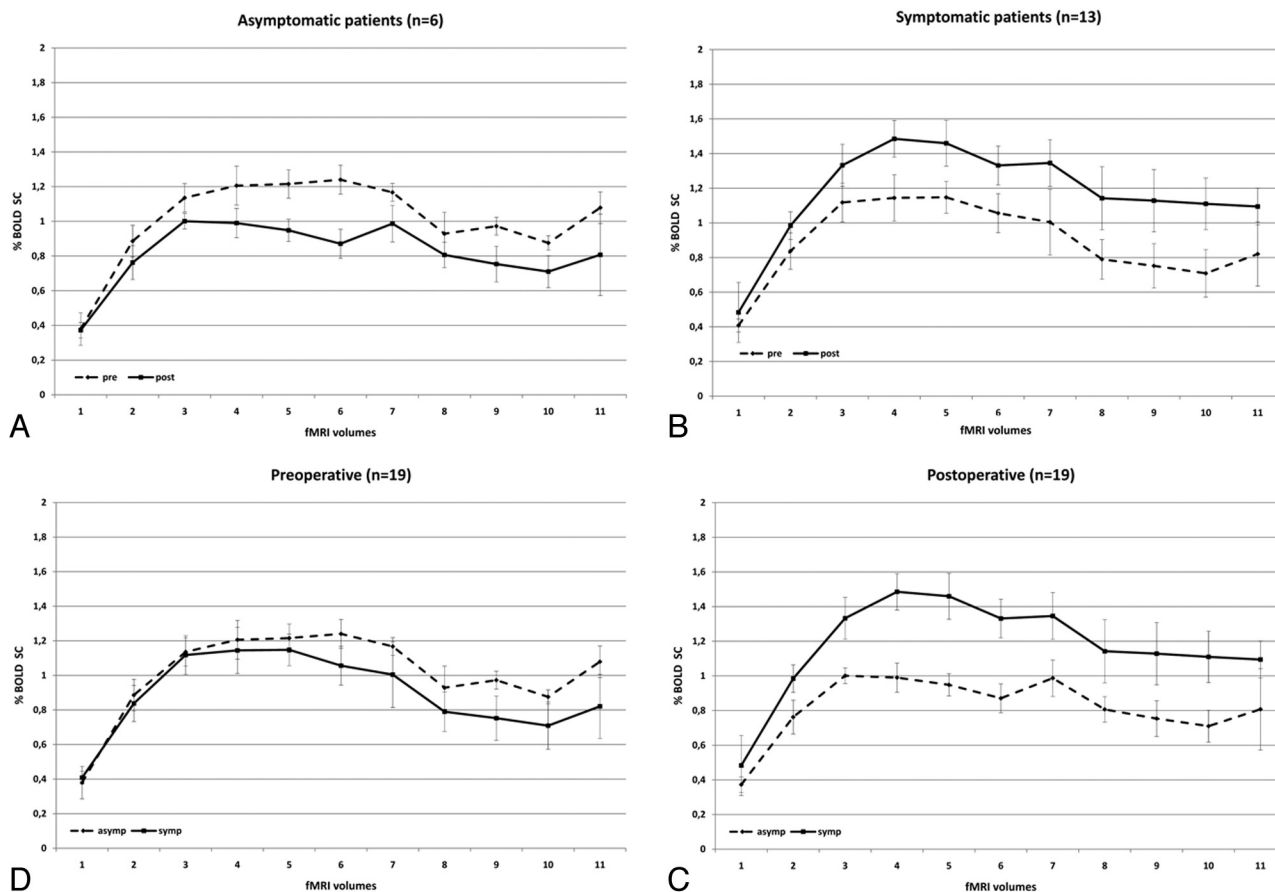 Asymptomatic patients (n=6)
2
1,8
1,6
1,4
1,2
1
0,8
0,6
0,4
0,2
0
% BOLD SC
pre post
1 2 3 4 5 6 7 8 9 10 11
fMRI volumes
A
Symptomatic patients (n=13)
2
1,8
1,6
1,4
1,2
1
0,8
0,6
0,4
0,2
0
% BOLD SC
pre post
1 2 3 4 5 6 7 8 9 10 11
fMRI volumes
B
Preoperative (n=19)
2
1,8
1,6
1,4
1,2
1
0,8
0,6
0,4
0,2
0
% BOLD SC
asymp symp
1 2 3 4 5 6 7 8 9 10 11
fMRI volumes
D
Postoperative (n=19)
2
1,8
1,6
1,4
1,2
1
0,8
0,6
0,4
0,2
0
% BOLD SC
asymp symp
1 2 3 4 5 6 7 8 9 10 11
fMRI volumes
C